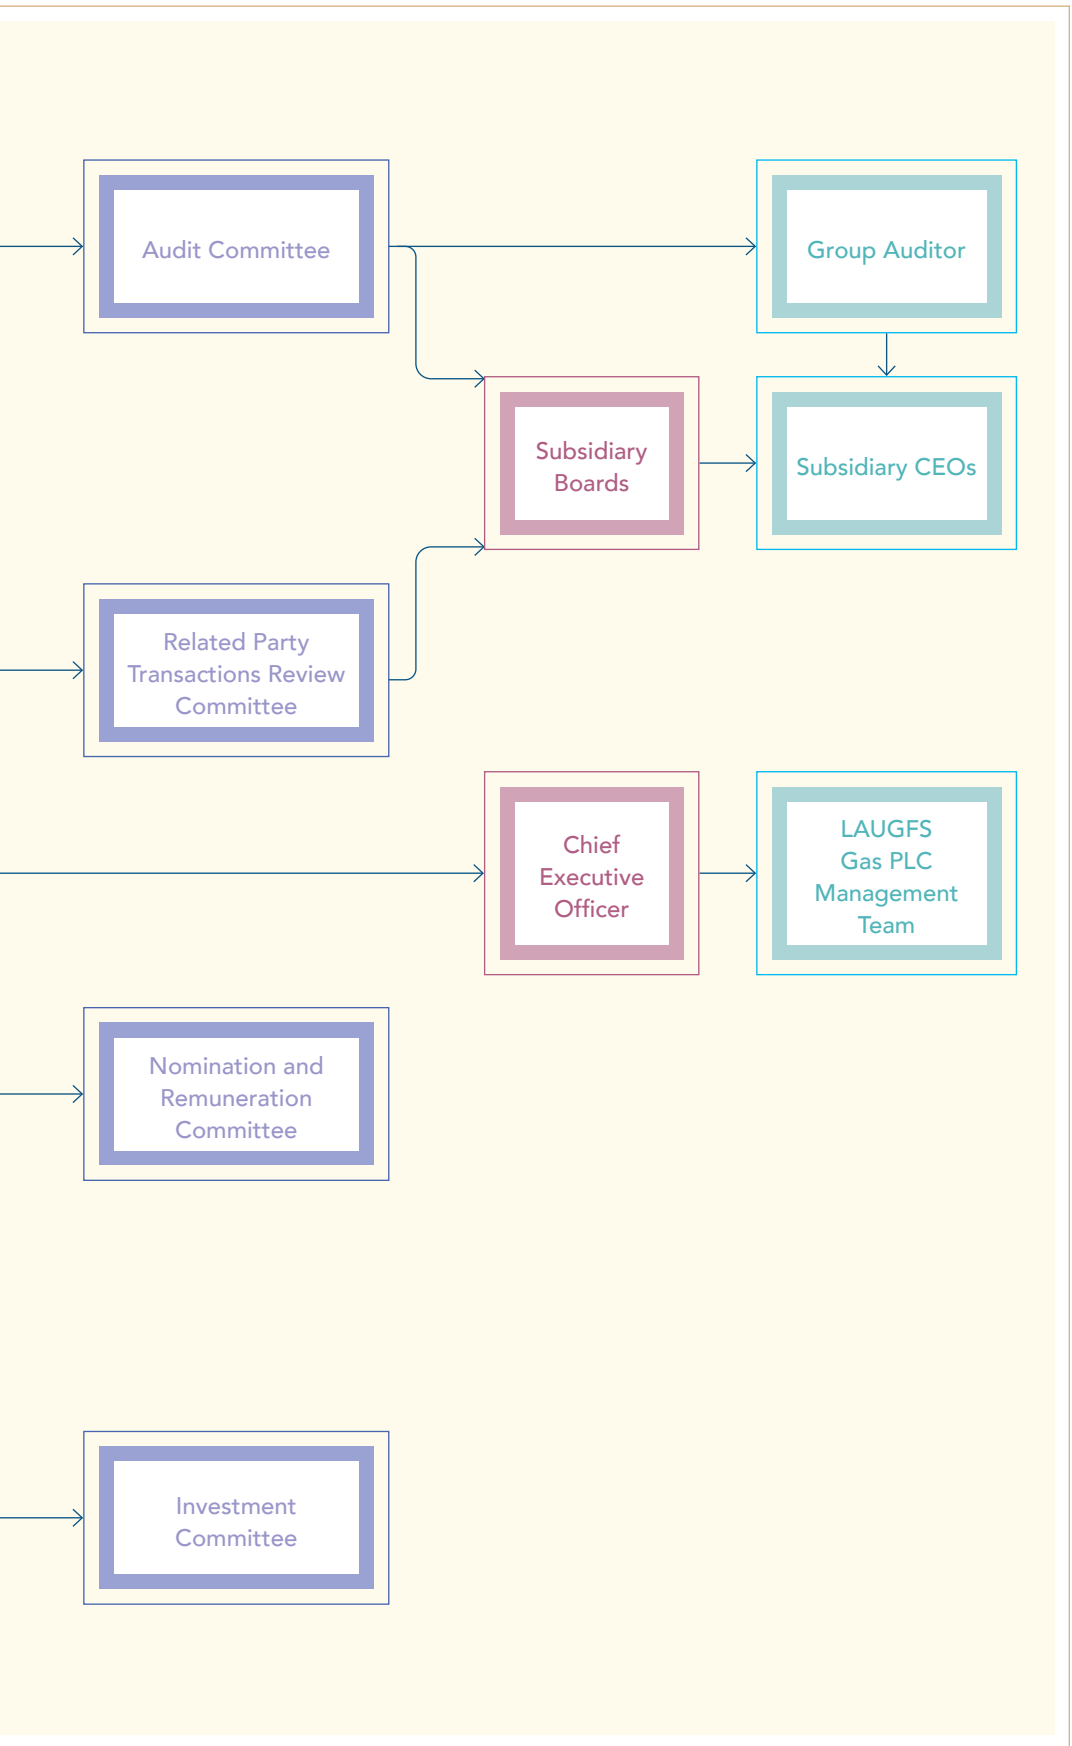 Audit Committee
Group Auditor
Subsidiary
Boards
Subsidiary CEOs
Related Party
Transactions Review
Committee
Chief
Executive
Officer
LAUGFS
Gas PLC
Management
Team
Nomination and
Remuneration
Committee
Investment
Committee